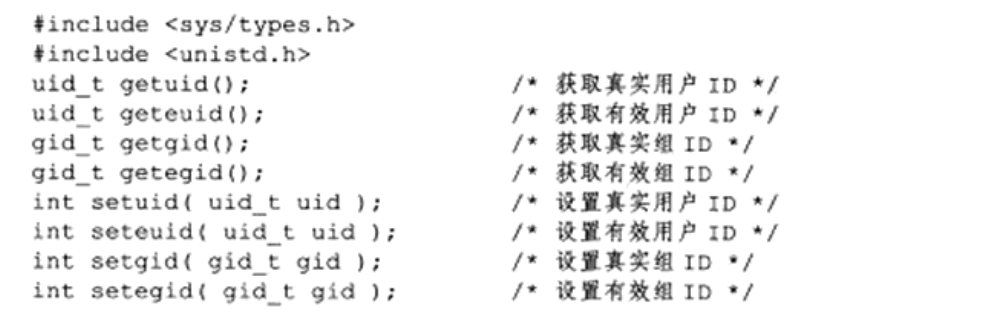 #include <sys/types.h>
#include <unistd.h>
uid_t getuid(); /* 获取真实用户 ID */
uid_t geteuid(); /* 获取有效用户 ID */
gid_t getgid(); /* 获取真实组 ID */
gid_t getegid(); /* 获取有效组 ID */
int setuid( uid_t uid ); /* 设置真实用户 ID */
int seteuid( uid_t uid ); /* 设置有效用户 ID */
int setgid( gid_t gid ); /* 设置真实组 ID */
int setegid( gid_t gid ); /* 设置有效组 ID */